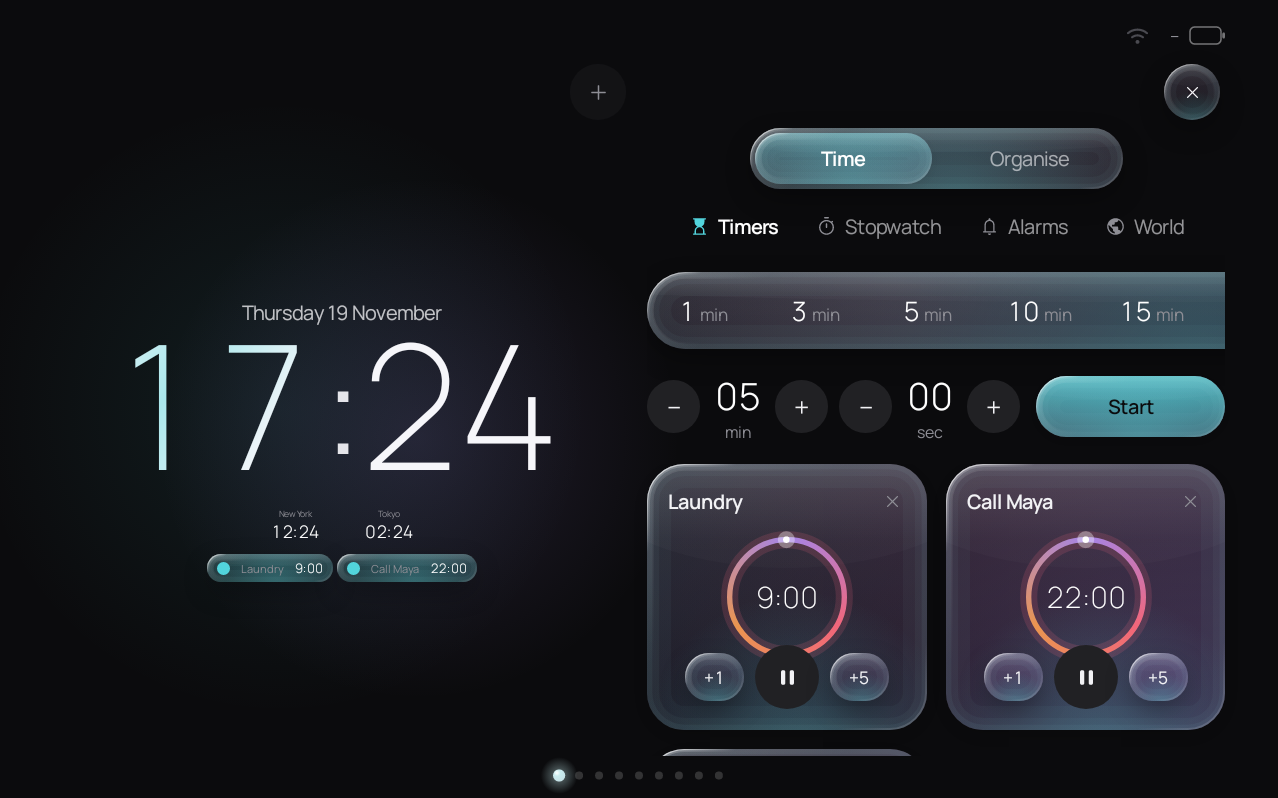 Time Organise
Timers Stopwatch Alarms World
1 min 3 min 5 min 10 min 15 min
05 min 00 sec Start
Thursday 19 November
17:24
New York Tokyo
12:24 02:24
Laundry 9:00 Call Maya 22:00
Laundry
9:00
+1 +5
Call Maya
22:00
+1 +5